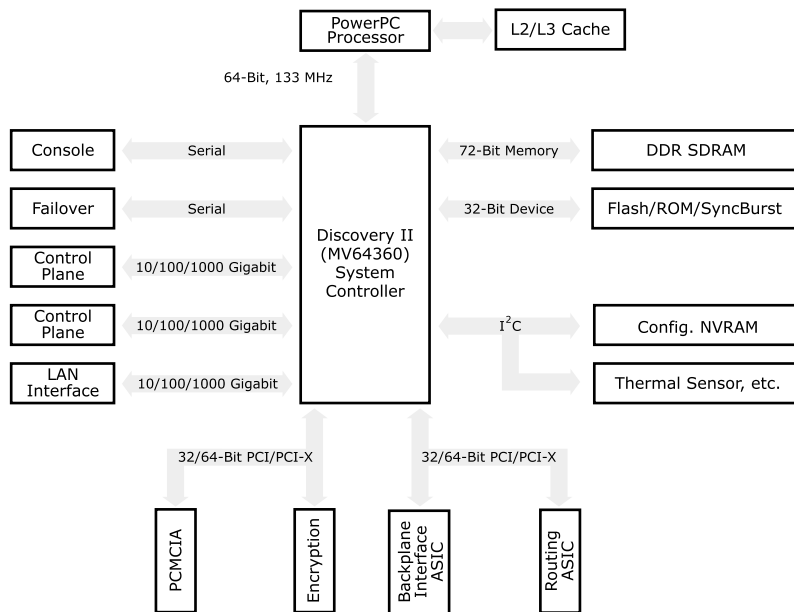 PowerPC
Processor
L2/L3 Cache
64-Bit, 133 MHz
Console
Serial
72-Bit Memory
DDR SDRAM
Failover
Serial
32-Bit Device
Flash/ROM/SyncBurst
Discovery II
(MV64360)
System
Controller
Control
Plane
10/100/1000 Gigabit
Control
Plane
10/100/1000 Gigabit
I²C
Config. NVRAM
LAN
Interface
10/100/1000 Gigabit
Thermal Sensor, etc.
32/64-Bit PCI/PCI-X
32/64-Bit PCI/PCI-X
PCMCIA
Encryption
Backplane
Interface
ASIC
Routing
ASIC